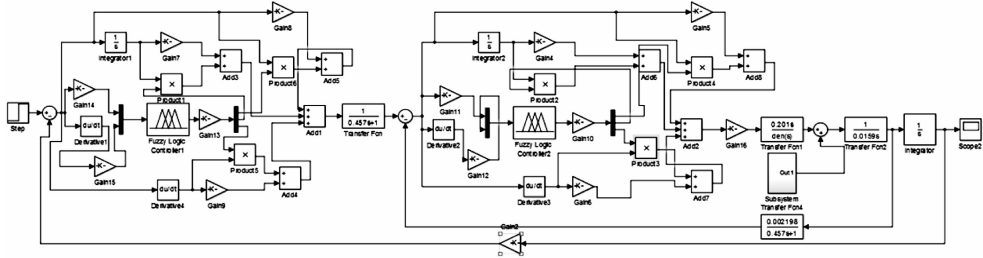 Gain8
Gain5
1
s
Integrator1
Gain7
Add3
Product6
Add5
1
s
Integrator2
Gain4
Add6
Product4
Add8
Product1
Product2
Step
Gain14
du/dt
Derivative1
Gain15
Fuzzy Logic
Controller1
Gain13
Add1
1
0.457s+1
Transfer Fcn
Gain11
du/dt
Derivative2
Gain12
Fuzzy Logic
Controller2
Gain10
Add2
Gain16
0.2016
den(s)
Transfer Fcn1
1
0.0159s
Transfer Fcn2
1
s
Integrator
Scope2
Product5
Product3
du/dt
Derivative4
Gain9
Add4
du/dt
Derivative3
Gain6
Add7
Out1
Subsystem
Transfer Fcn4
0.002198
0.457s+1
Gain2